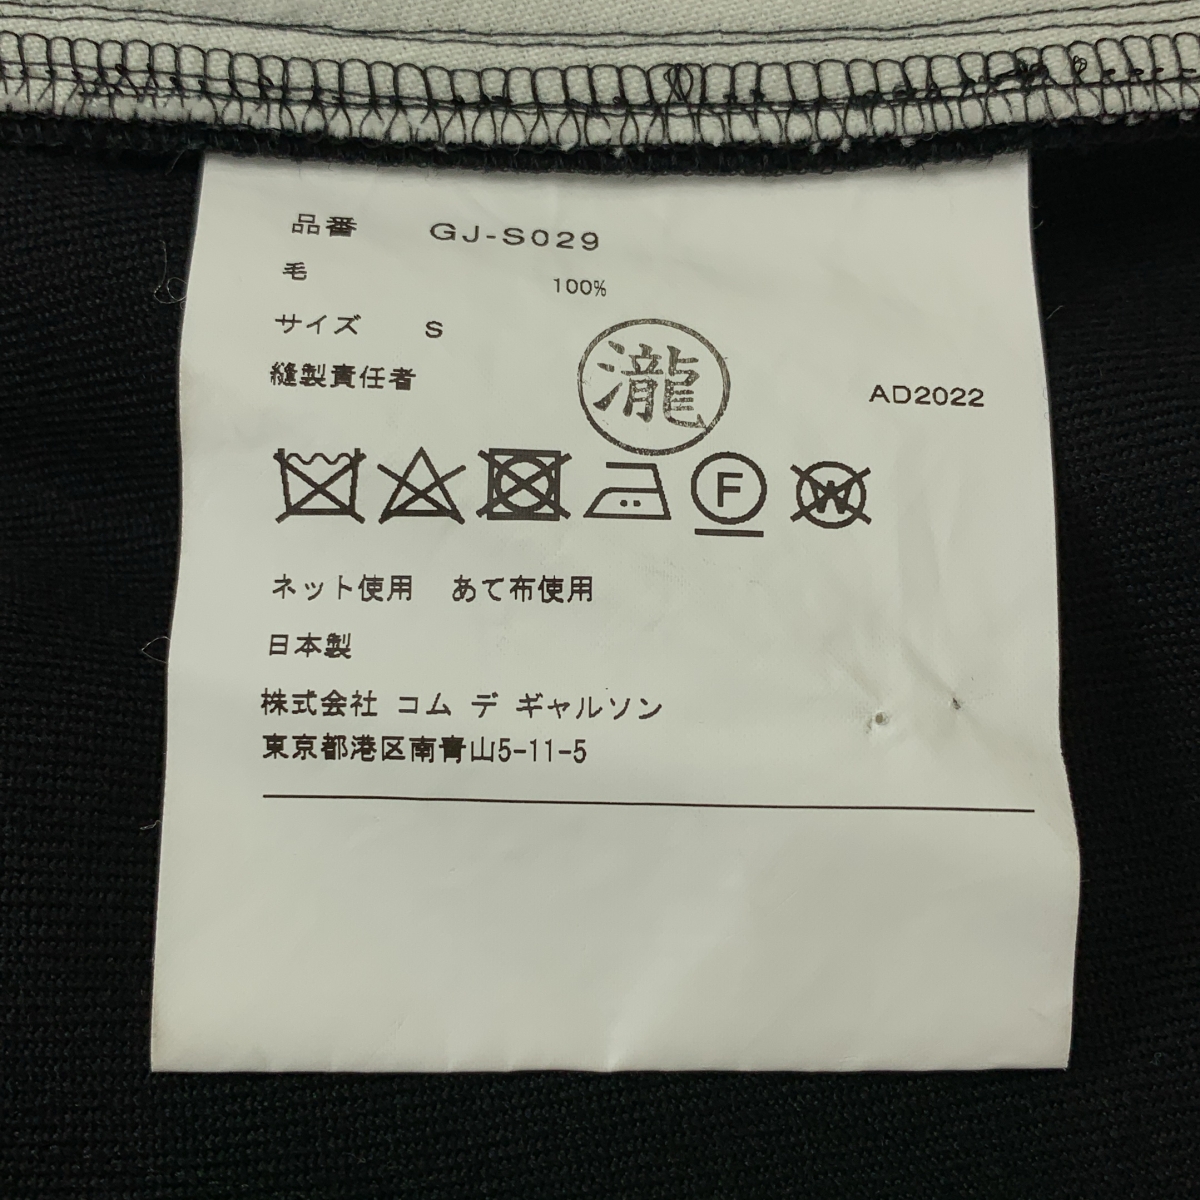 品番 GJ-S029
毛 100%
サイズ S
縫製責任者 瀧 AD2022
F W
ネット使用 あて布使用
日本製
株式会社 コム デ ギャルソン
東京都港区南青山5-11-5